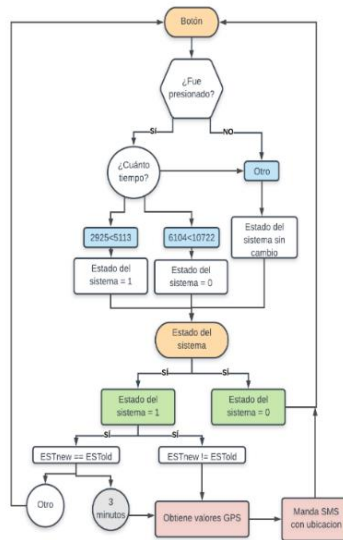 Botón
¿Fue
presionado?
SÍ
NO
¿Cuánto
tiempo?
Otro
2925<5113
6104<10722
Estado del
sistema sin
cambio
Estado del
sistema = 1
Estado del
sistema = 0
Estado del
sistema
SÍ
SÍ
Estado del
sistema = 1
Estado del
sistema = 0
SÍ
SÍ
ESTnew == ESTold
ESTnew != ESTold
Otro
3
minutos
Obtiene valores GPS
Manda SMS
con ubicacion